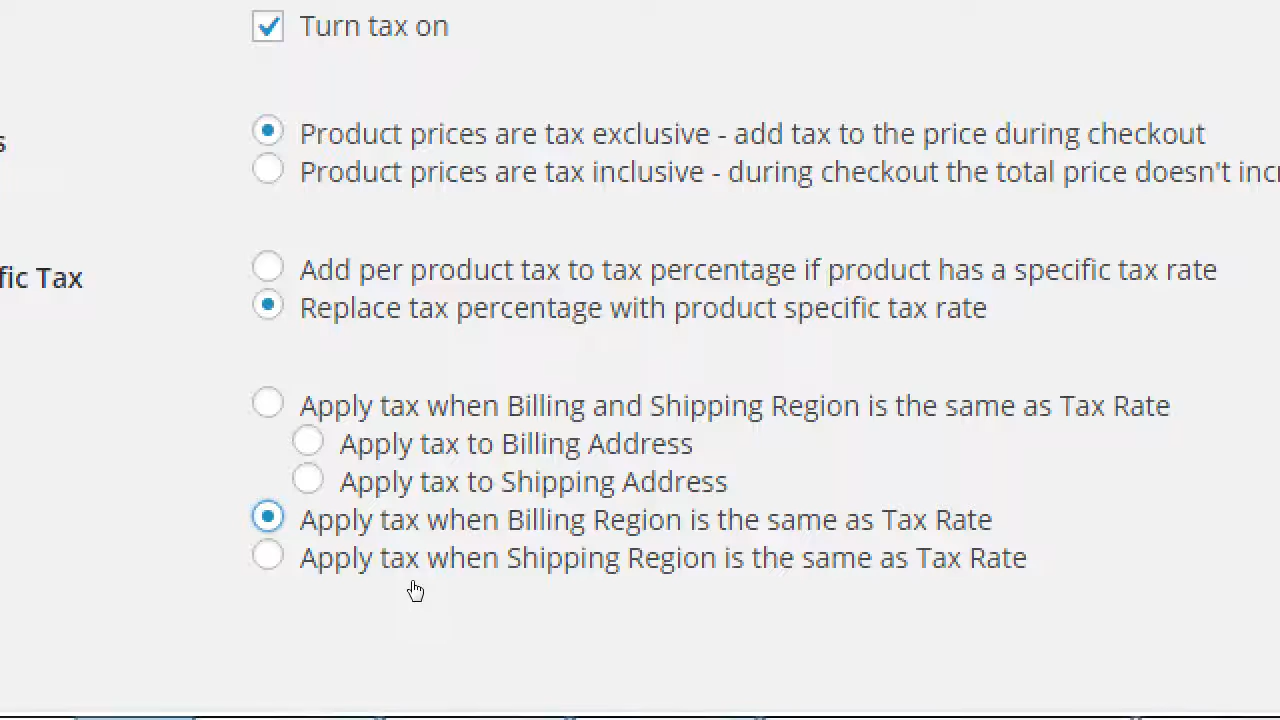 Turn tax on
Product prices are tax exclusive - add tax to the price during checkout
Product prices are tax inclusive - during checkout the total price doesn't
fic Tax
Add per product tax to tax percentage if product has a specific tax rate
Replace tax percentage with product specific tax rate
Apply tax when Billing and Shipping Region is the same as Tax Rate
Apply tax to Billing Address
Apply tax to Shipping Address
Apply tax when Billing Region is the same as Tax Rate
Apply tax when Shipping Region is the same as Tax Rate